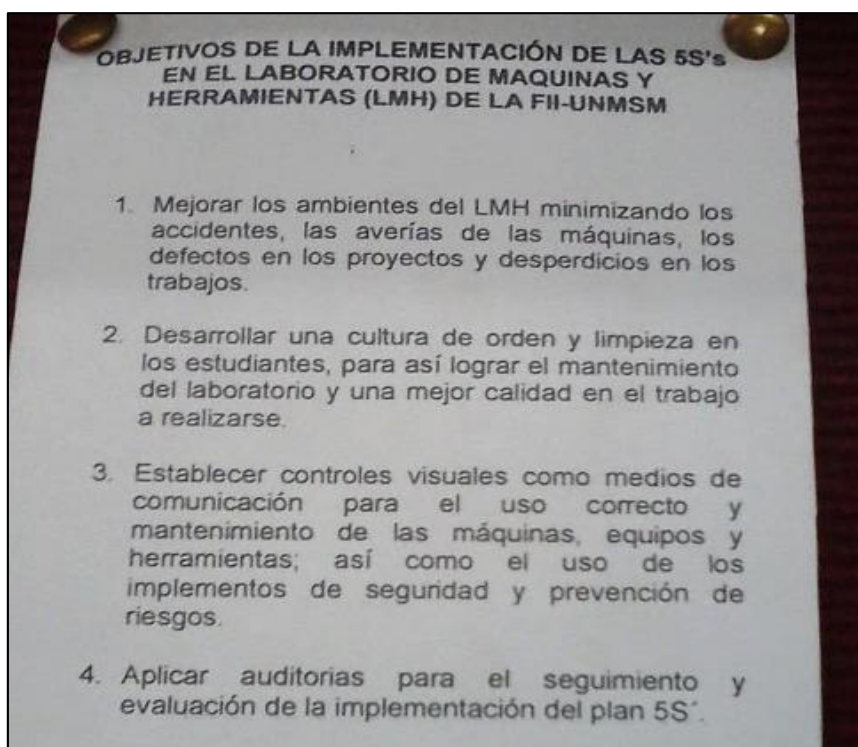 OBJETIVOS DE LA IMPLEMENTACIÓN DE LAS 5S's
EN EL LABORATORIO DE MAQUINAS Y
HERRAMIENTAS (LMH) DE LA FII-UNMSM
1. Mejorar los ambientes del LMH minimizando los
accidentes, las averías de las máquinas, los
defectos en los proyectos y desperdicios en los
trabajos.
2. Desarrollar una cultura de orden y limpieza en
los estudiantes, para así lograr el mantenimiento
del laboratorio y una mejor calidad en el trabajo
a realizarse.
3. Establecer controles visuales como medios de
comunicación para el uso correcto y
mantenimiento de las máquinas, equipos y
herramientas; así como el uso de los
implementos de seguridad y prevención de
riesgos.
4. Aplicar auditorias para el seguimiento y
evaluación de la implementación del plan 5S´.